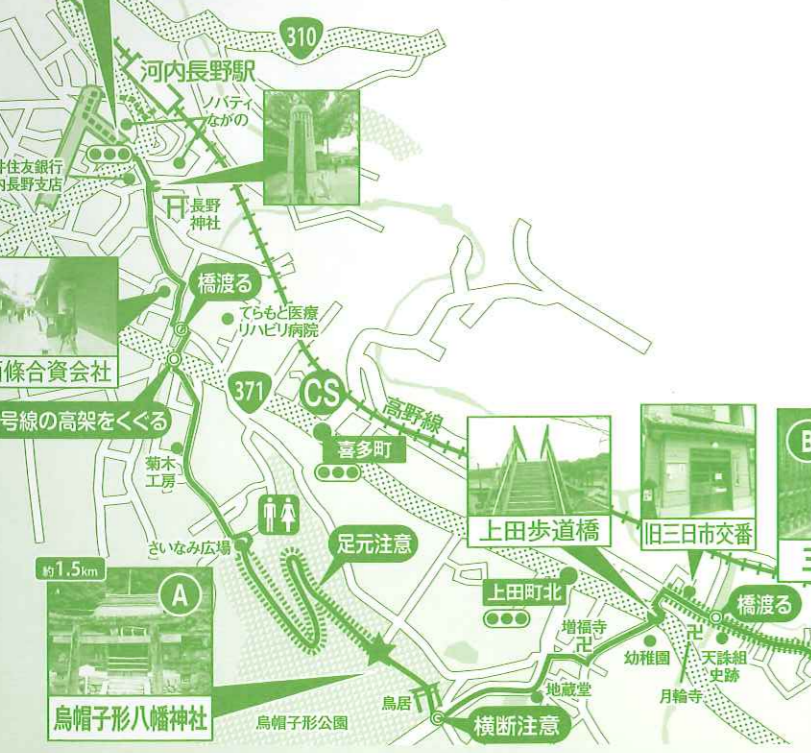 310
河内長野駅
ノバティ
ながの
井住友銀行
内長野支店
長野
神社
橋渡る
てらもと医療
リハビリ病院
條合資会社
371
CS
高野線
号線の高架をくぐる
喜多町
菊木
工房
さいなみ広場
足元注意
上田歩道橋
旧三日市交番
B
約1.5km
A
上田町北
増福寺
幼稚園
天誅組
史跡
橋渡る
月輪寺
地蔵堂
鳥居
横断注意
烏帽子形八幡神社
烏帽子形公園